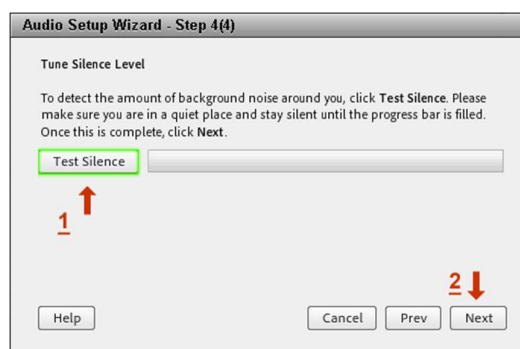 Audio Setup Wizard - Step 4(4)
Tune Silence Level
To detect the amount of background noise around you, click Test Silence. Please
make sure you are in a quiet place and stay silent until the progress bar is filled.
Once this is complete, click Next.
Test Silence
1
2
Help Cancel Prev Next